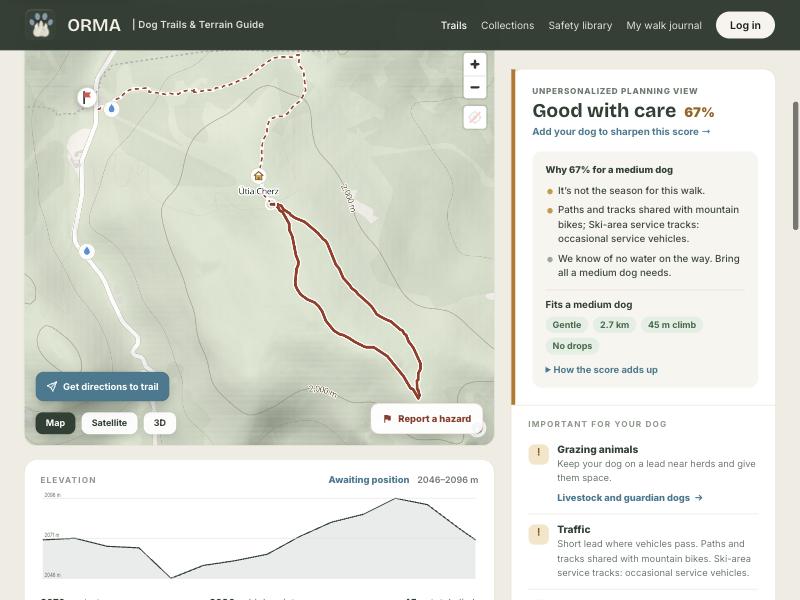 ORMA | Dog Trails & Terrain Guide
Trails Collections Safety library My walk journal Log in
Ütia Cherz
2,000 m
2,000 m
Get directions to trail
Map Satellite 3D
Report a hazard
ELEVATION
Awaiting position 2046–2096 m
2096 m
2071 m
2046 m
UNPERSONALIZED PLANNING VIEW
Good with care 67%
Add your dog to sharpen this score →
Why 67% for a medium dog
It's not the season for this walk.
Paths and tracks shared with mountain
bikes; Ski-area service tracks:
occasional service vehicles.
We know of no water on the way. Bring
all a medium dog needs.
Fits a medium dog
Gentle 2.7 km 45 m climb
No drops
How the score adds up
IMPORTANT FOR YOUR DOG
! Grazing animals
Keep your dog on a lead near herds and give
them space.
Livestock and guardian dogs →
! Traffic
Short lead where vehicles pass. Paths and
tracks shared with mountain bikes. Ski-area
service tracks: occasional service vehicles.